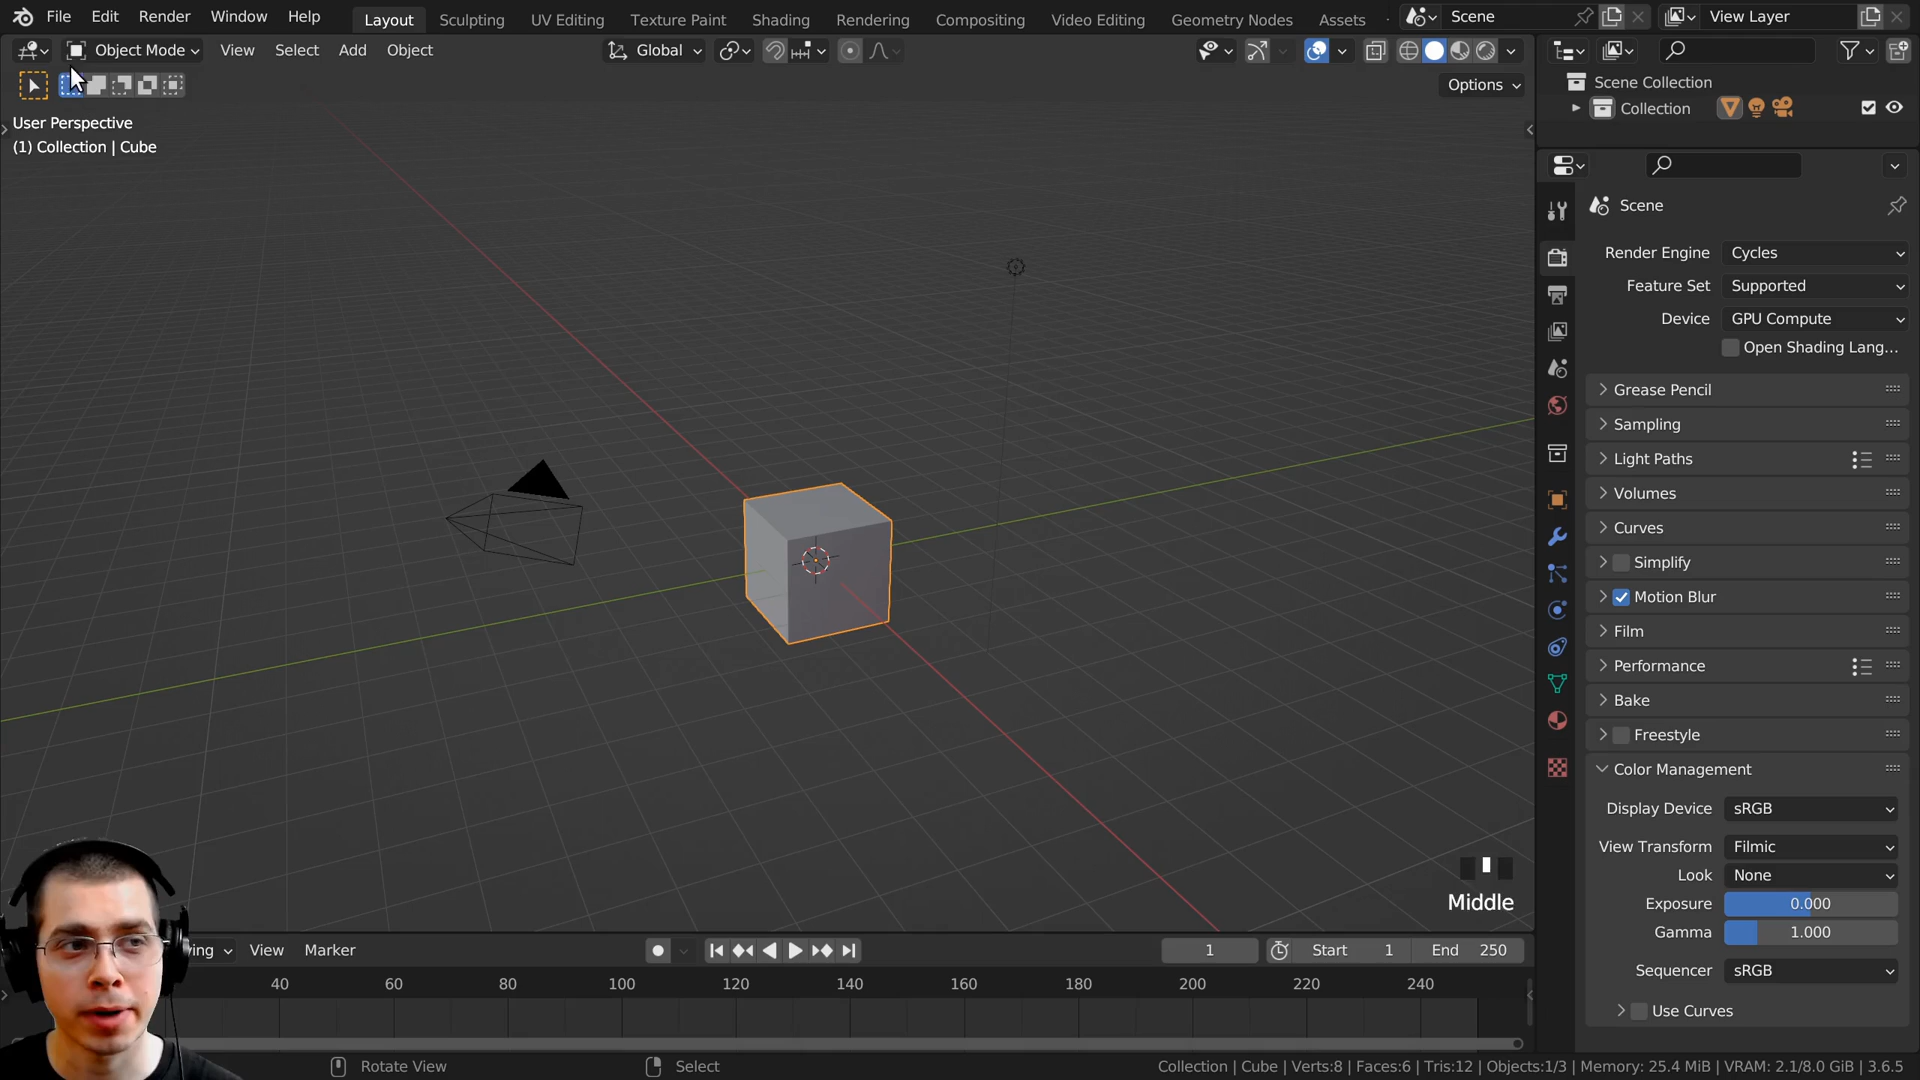 File Edit Render Window Help Layout Sculpting UV Editing Texture Paint Shading Rendering Compositing Video Editing Geometry Nodes Assets Scene View Layer
Object Mode View Select Add Object Global
Options
User Perspective
(1) Collection | Cube
Scene Collection
Collection
Scene
Render Engine Cycles
Feature Set Supported
Device GPU Compute
Open Shading Lang...
Grease Pencil
Sampling
Light Paths
Volumes
Curves
Simplify
Motion Blur
Film
Performance
Bake
Freestyle
Color Management
Display Device sRGB
View Transform Filmic
Look None
Exposure 0.000
Gamma 1.000
Sequencer sRGB
Use Curves
Middle
View Marker 1 Start 1 End 250
40 60 80 100 120 140 160 180 200 220 240
Rotate View Select Collection | Cube | Verts:8 | Faces:6 | Tris:12 | Objects:1/3 | Memory: 25.4 MiB | VRAM: 2.1/8.0 GiB | 3.6.5